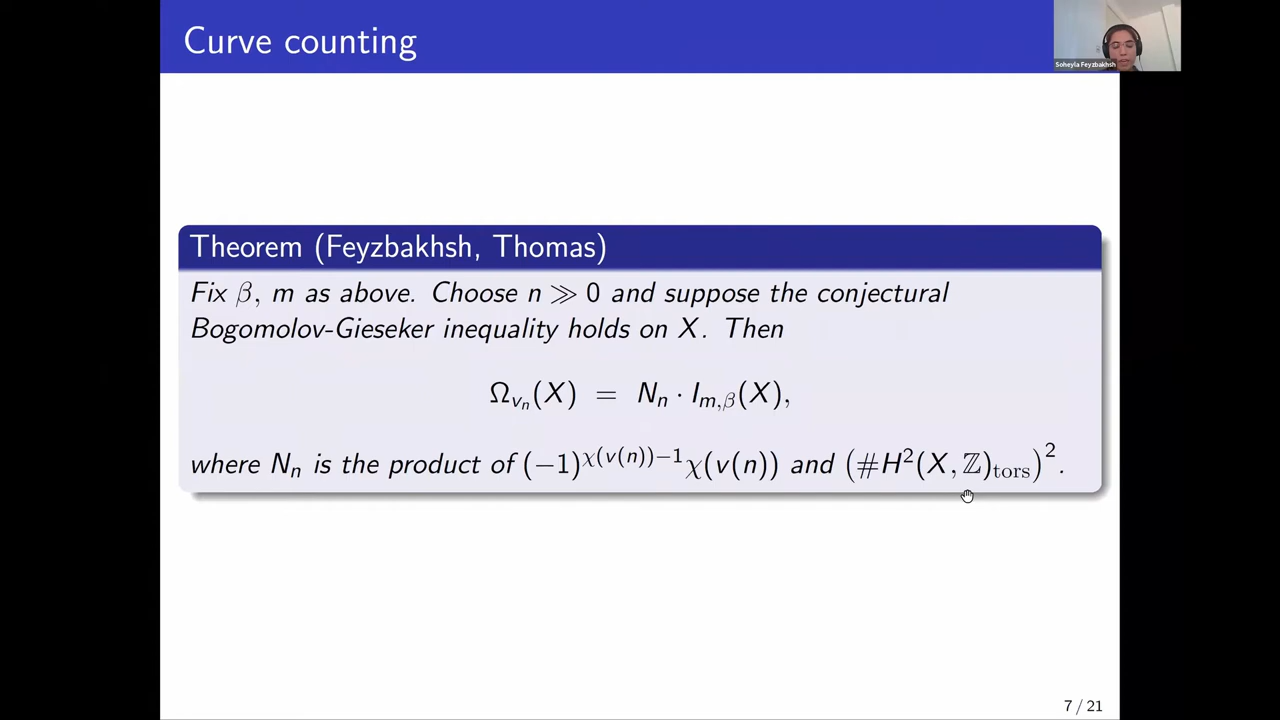 Curve counting
Soheyla Feyzbakhsh
Theorem (Feyzbakhsh, Thomas)
Fix β, m as above. Choose n ≫ 0 and suppose the conjectural
Bogomolov-Gieseker inequality holds on X. Then
Ω_{v_n}(X) = N_n · I_{m,β}(X),
where N_n is the product of (−1)^{χ(v(n))−1}χ(v(n)) and (#H²(X, ℤ)_{tors})².
7 / 21